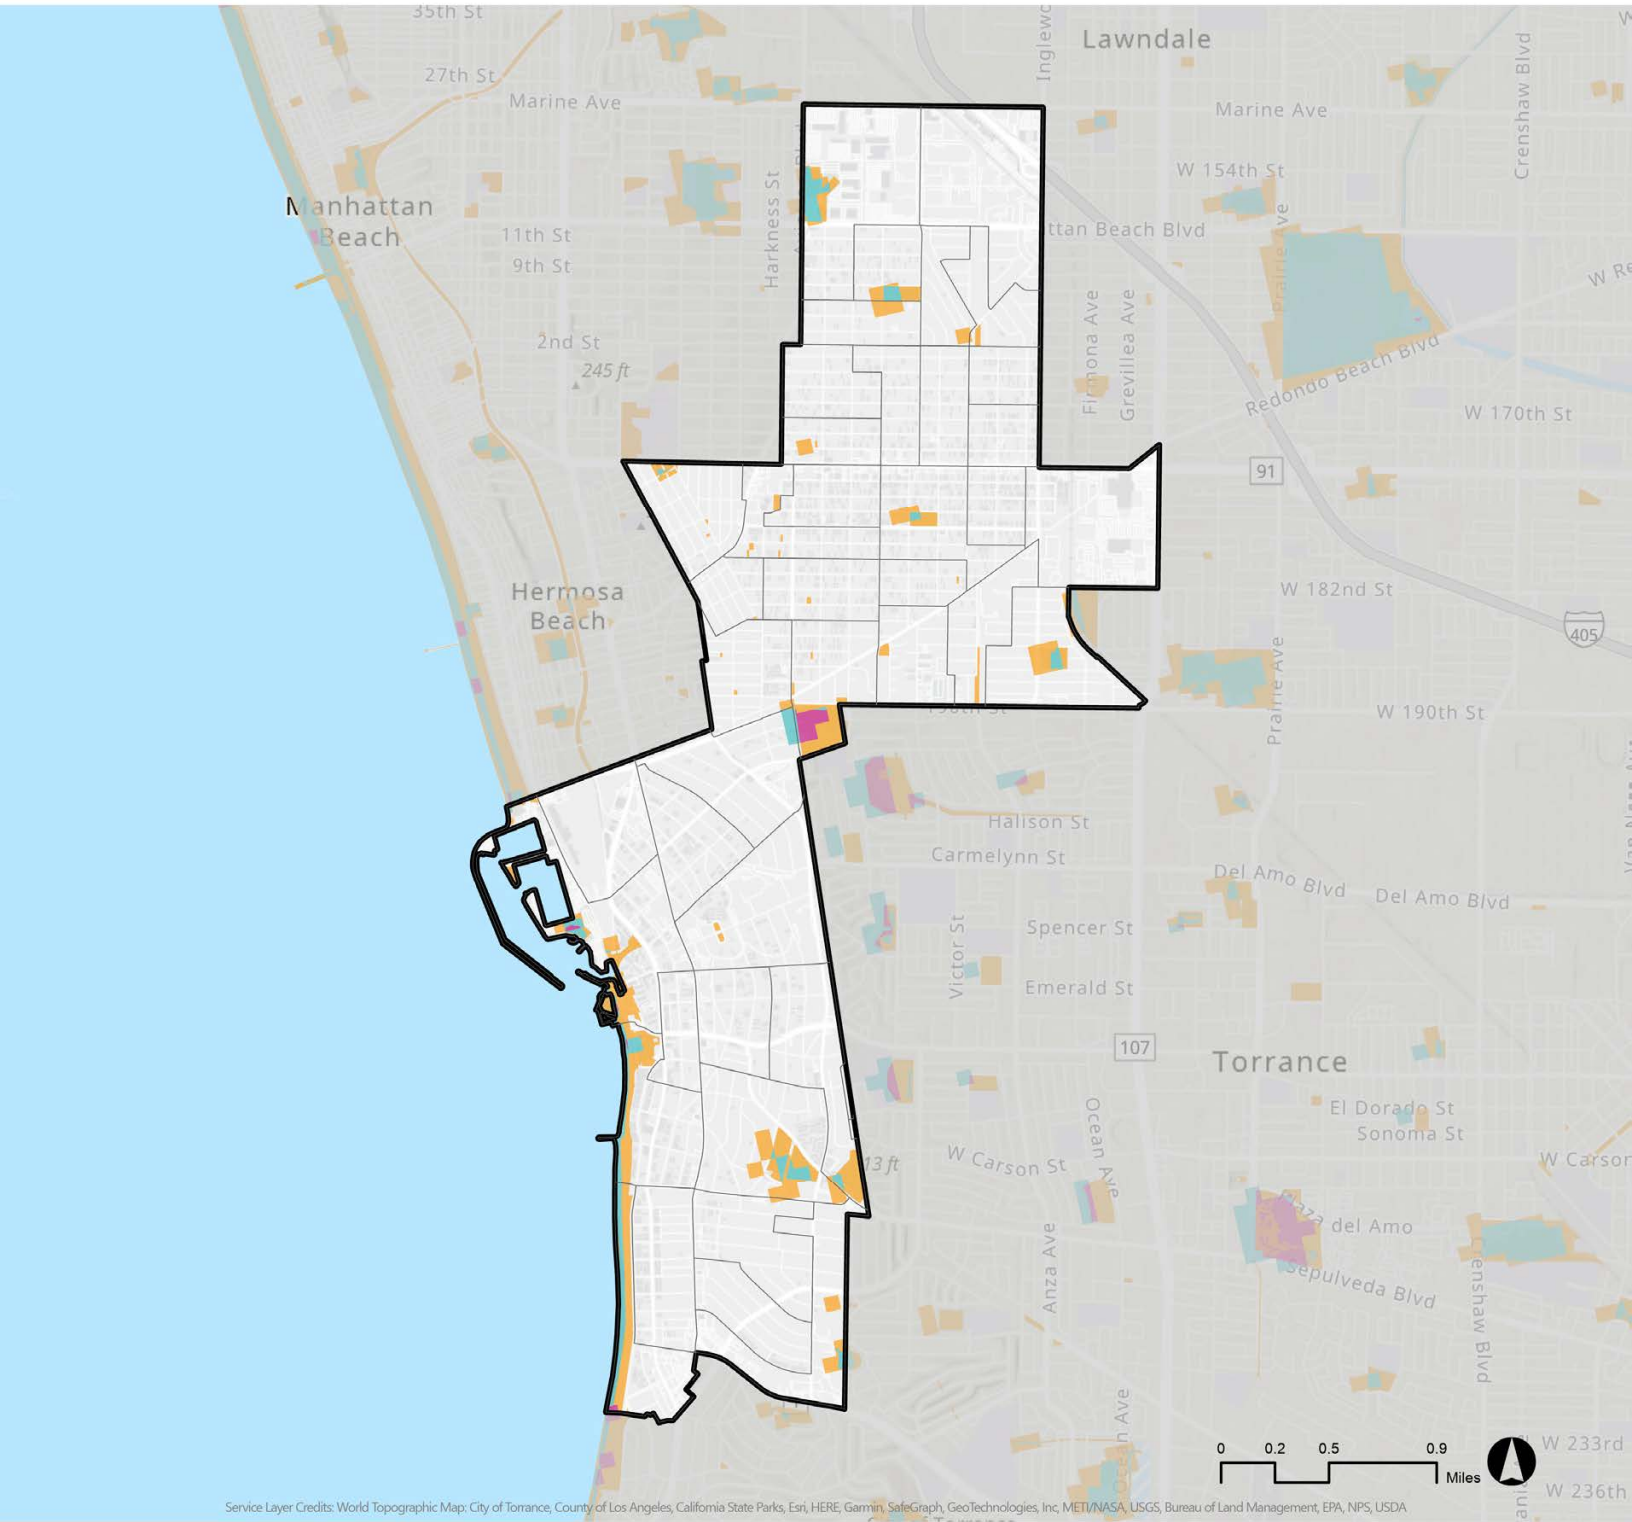 35th St
Lawndale
27th St
Marine Ave
Marine Ave
Crenshaw Blvd
W 154th St
Harkness St
Manhattan
Beach
11th St
ttan Beach Blvd
Prairie Ave
9th St
W Re
Firmona Ave
Grevillea Ave
2nd St
245 ft
Redondo Beach Blvd
W 170th St
91
Hermosa
Beach
W 182nd St
405
Prairie Ave
190th St
W 190th St
Halison St
Carmelynn St
Del Amo Blvd
Del Amo Blvd
Victor St
Spencer St
Emerald St
107
Torrance
Ocean Ave
El Dorado St
Sonoma St
13 ft
W Carson St
W Carson
Plaza del Amo
Anza Ave
Sepulveda Blvd
Crenshaw Blvd
Ocean Ave
0 0.2 0.5 0.9
Miles
W 233rd
W 236th
Service Layer Credits: World Topographic Map: City of Torrance, County of Los Angeles, California State Parks, Esri, HERE, Garmin, SafeGraph, GeoTechnologies, Inc, METI/NASA, USGS, Bureau of Land Management, EPA, NPS, USDA